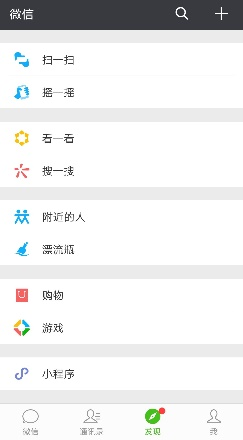 微信
扫一扫
摇一摇
看一看
搜一搜
附近的人
漂流瓶
购物
游戏
小程序
微信
通讯录
发现
我